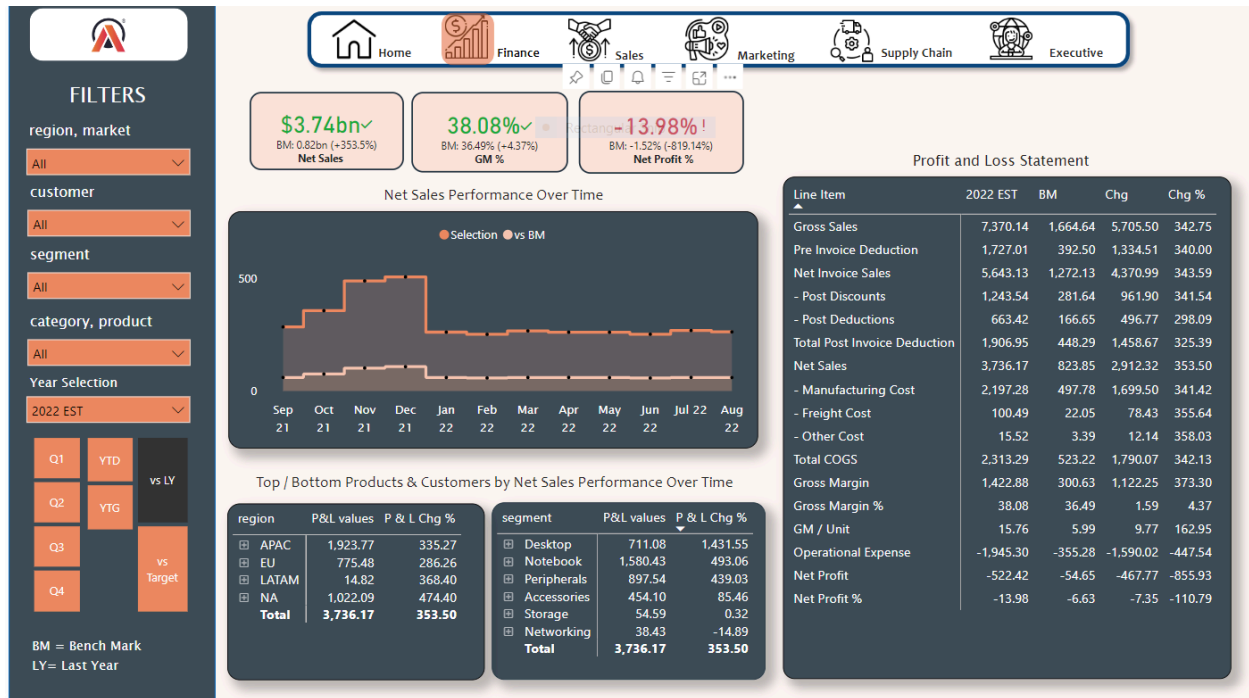 Home
Finance
Sales
Marketing
Supply Chain
Executive
FILTERS
region, market
All
customer
All
segment
All
category, product
All
Year Selection
2022 EST
Q1
Q2
Q3
Q4
YTD
YTG
vs LY
vs
Target
BM = Bench Mark
LY= Last Year
$3.74bn
BM: 0.82bn (+353.5%)
Net Sales
38.08%
BM: 36.49% (+4.37%)
GM %
-13.98% !
BM: -1.52% (-819.14%)
Net Profit %
Net Sales Performance Over Time
Selection vs BM
500
0
Sep Oct Nov Dec Jan Feb Mar Apr May Jun Jul 22 Aug
21 21 21 21 22 22 22 22 22 22 22
Top / Bottom Products & Customers by Net Sales Performance Over Time
region P&L values P & L Chg %
APAC 1,923.77 335.27
EU 775.48 286.26
LATAM 14.82 368.40
NA 1,022.09 474.40
Total 3,736.17 353.50
segment P&L values P & L Chg %
Desktop 711.08 1,431.55
Notebook 1,580.43 493.06
Peripherals 897.54 439.03
Accessories 454.10 85.46
Storage 54.59 0.32
Networking 38.43 -14.89
Total 3,736.17 353.50
Profit and Loss Statement
Line Item 2022 EST BM Chg Chg %
Gross Sales 7,370.14 1,664.64 5,705.50 342.75
Pre Invoice Deduction 1,727.01 392.50 1,334.51 340.00
Net Invoice Sales 5,643.13 1,272.13 4,370.99 343.59
- Post Discounts 1,243.54 281.64 961.90 341.54
- Post Deductions 663.42 166.65 496.77 298.09
Total Post Invoice Deduction 1,906.95 448.29 1,458.67 325.39
Net Sales 3,736.17 823.85 2,912.32 353.50
- Manufacturing Cost 2,197.28 497.78 1,699.50 341.42
- Freight Cost 100.49 22.05 78.43 355.64
- Other Cost 15.52 3.39 12.14 358.03
Total COGS 2,313.29 523.22 1,790.07 342.13
Gross Margin 1,422.88 300.63 1,122.25 373.30
Gross Margin % 38.08 36.49 1.59 4.37
GM / Unit 15.76 5.99 9.77 162.95
Operational Expense -1,945.30 -355.28 -1,590.02 -447.54
Net Profit -522.42 -54.65 -467.77 -855.93
Net Profit % -13.98 -6.63 -7.35 -110.79